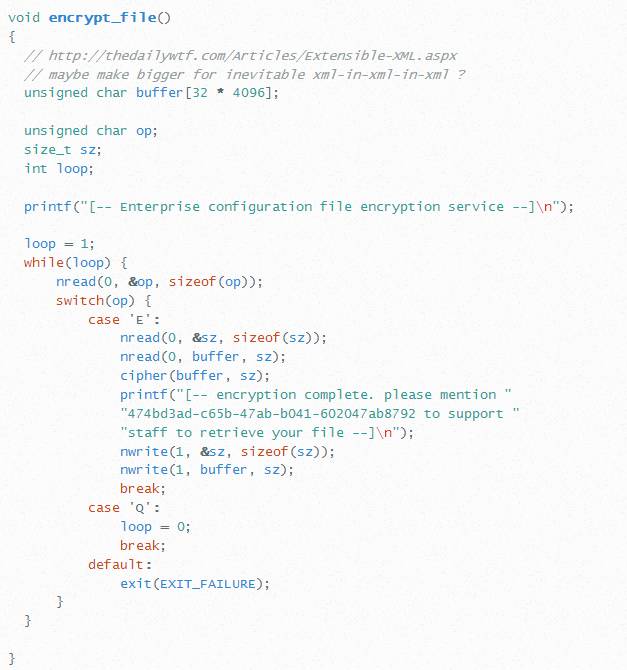 void encrypt_file()
{
  // http://thedailywtf.com/Articles/Extensible-XML.aspx
  // maybe make bigger for inevitable xml-in-xml-in-xml ?
  unsigned char buffer[32 * 4096];

  unsigned char op;
  size_t sz;
  int loop;

  printf("[-- Enterprise configuration file encryption service --]\n");

  loop = 1;
  while(loop) {
      nread(0, &op, sizeof(op));
      switch(op) {
          case 'E':
              nread(0, &sz, sizeof(sz));
              nread(0, buffer, sz);
              cipher(buffer, sz);
              printf("[-- encryption complete. please mention "
              "474bd3ad-c65b-47ab-b041-602047ab8792 to support "
              "staff to retrieve your file --]\n");
              nwrite(1, &sz, sizeof(sz));
              nwrite(1, buffer, sz);
              break;
          case 'Q':
              loop = 0;
              break;
          default:
              exit(EXIT_FAILURE);
      }
  }

}